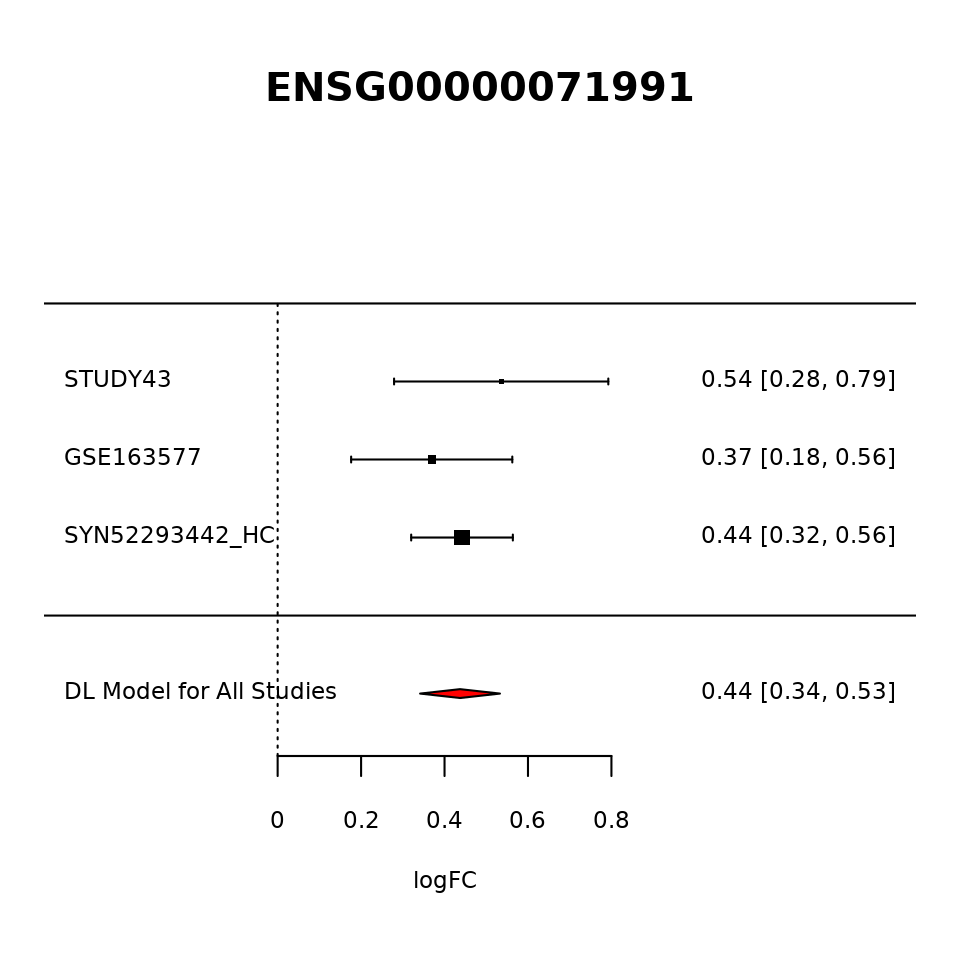 ENSG00000071991
STUDY43 0.54 [0.28, 0.79]
GSE163577 0.37 [0.18, 0.56]
SYN52293442_HC 0.44 [0.32, 0.56]
DL Model for All Studies 0.44 [0.34, 0.53]
0 0.2 0.4 0.6 0.8
logFC